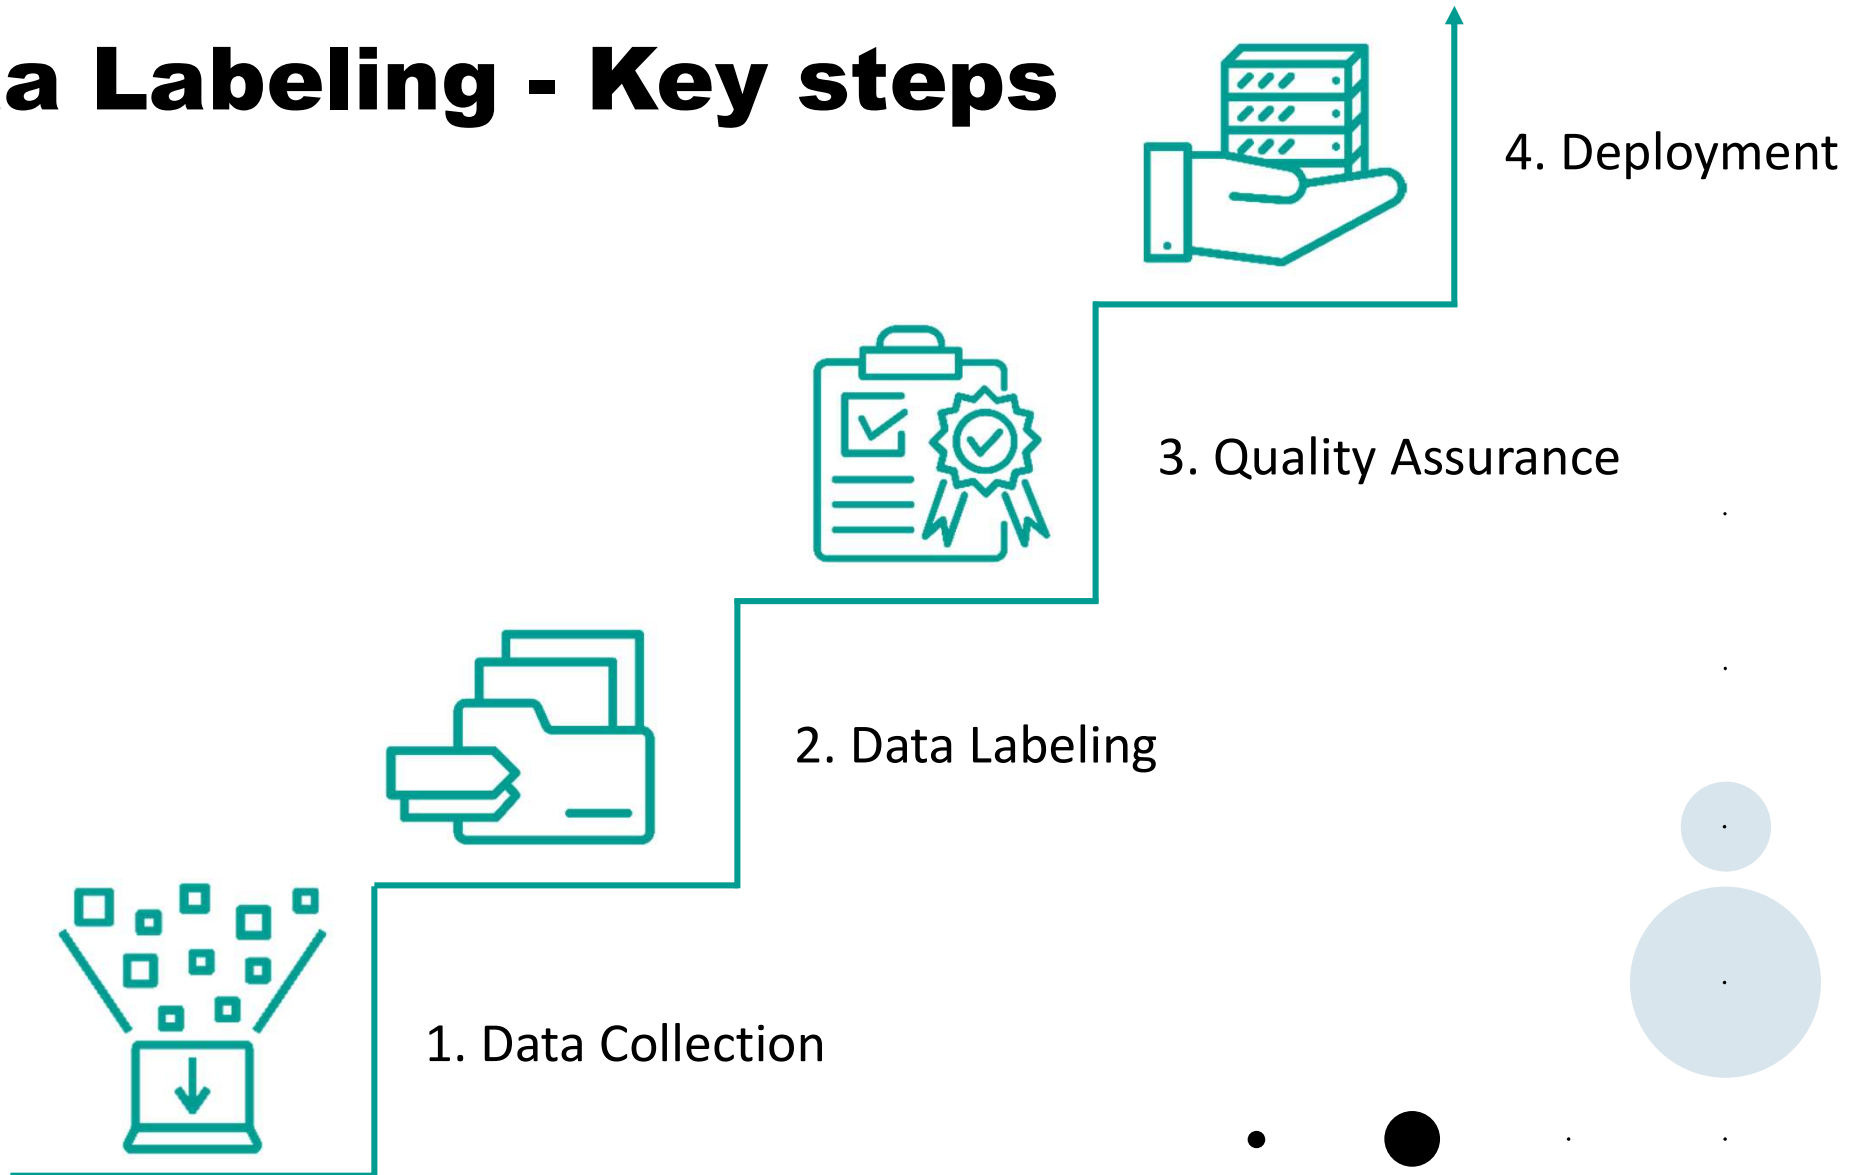 a Labeling - Key steps
4. Deployment
3. Quality Assurance
2. Data Labeling
1. Data Collection